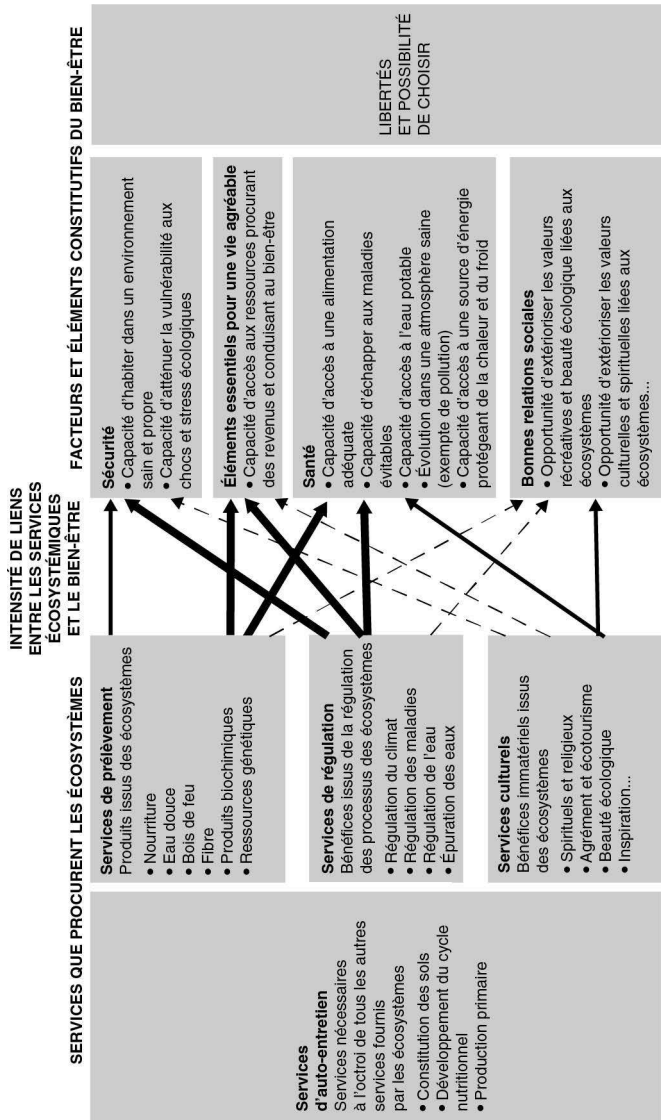 SERVICES QUE PROCURENT LES ÉCOSYSTÈMES
INTENSITÉ DE LIENS
ENTRE LES SERVICES
ÉCOSYSTÉMIQUES
ET LE BIEN-ÊTRE
FACTEURS ET ÉLÉMENTS CONSTITUTIFS DU BIEN-ÊTRE
Services
d'auto-entretien
Services nécessaires
à l'octroi de tous les autres
services fournis
par les écosystèmes
• Constitution des sols
• Développement du cycle
nutritionnel
• Production primaire
Services de prélèvement
Produits issus des écosystèmes
• Nourriture
• Eau douce
• Bois de feu
• Fibre
• Produits biochimiques
• Ressources génétiques
Services de régulation
Bénéfices issus de la régulation
des processus des écosystèmes
• Régulation du climat
• Régulation des maladies
• Régulation de l'eau
• Épuration des eaux
Services culturels
Bénéfices immatériels issus
des écosystèmes
• Spirituels et religieux
• Agrément et écotourisme
• Beauté écologique
• Inspiration...
Sécurité
• Capacité d'habiter dans un environnement
sain et propre
• Capacité d'atténuer la vulnérabilité aux
chocs et stress écologiques
Éléments essentiels pour une vie agréable
• Capacité d'accès aux ressources procurant
des revenus et conduisant au bien-être
Santé
• Capacité d'accès à une alimentation
adéquate
• Capacité d'échapper aux maladies
évitables
• Capacité d'accès à l'eau potable
• Évolution dans une atmosphère saine
(exempte de pollution)
• Capacité d'accès à une source d'énergie
protégeant de la chaleur et du froid
Bonnes relations sociales
• Opportunité d'extérioriser les valeurs
récréatives et beauté écologique liées aux
écosystèmes
• Opportunité d'extérioriser les valeurs
culturelles et spirituelles liées aux
écosystèmes...
LIBERTÉS
ET POSSIBILITÉ
DE CHOISIR